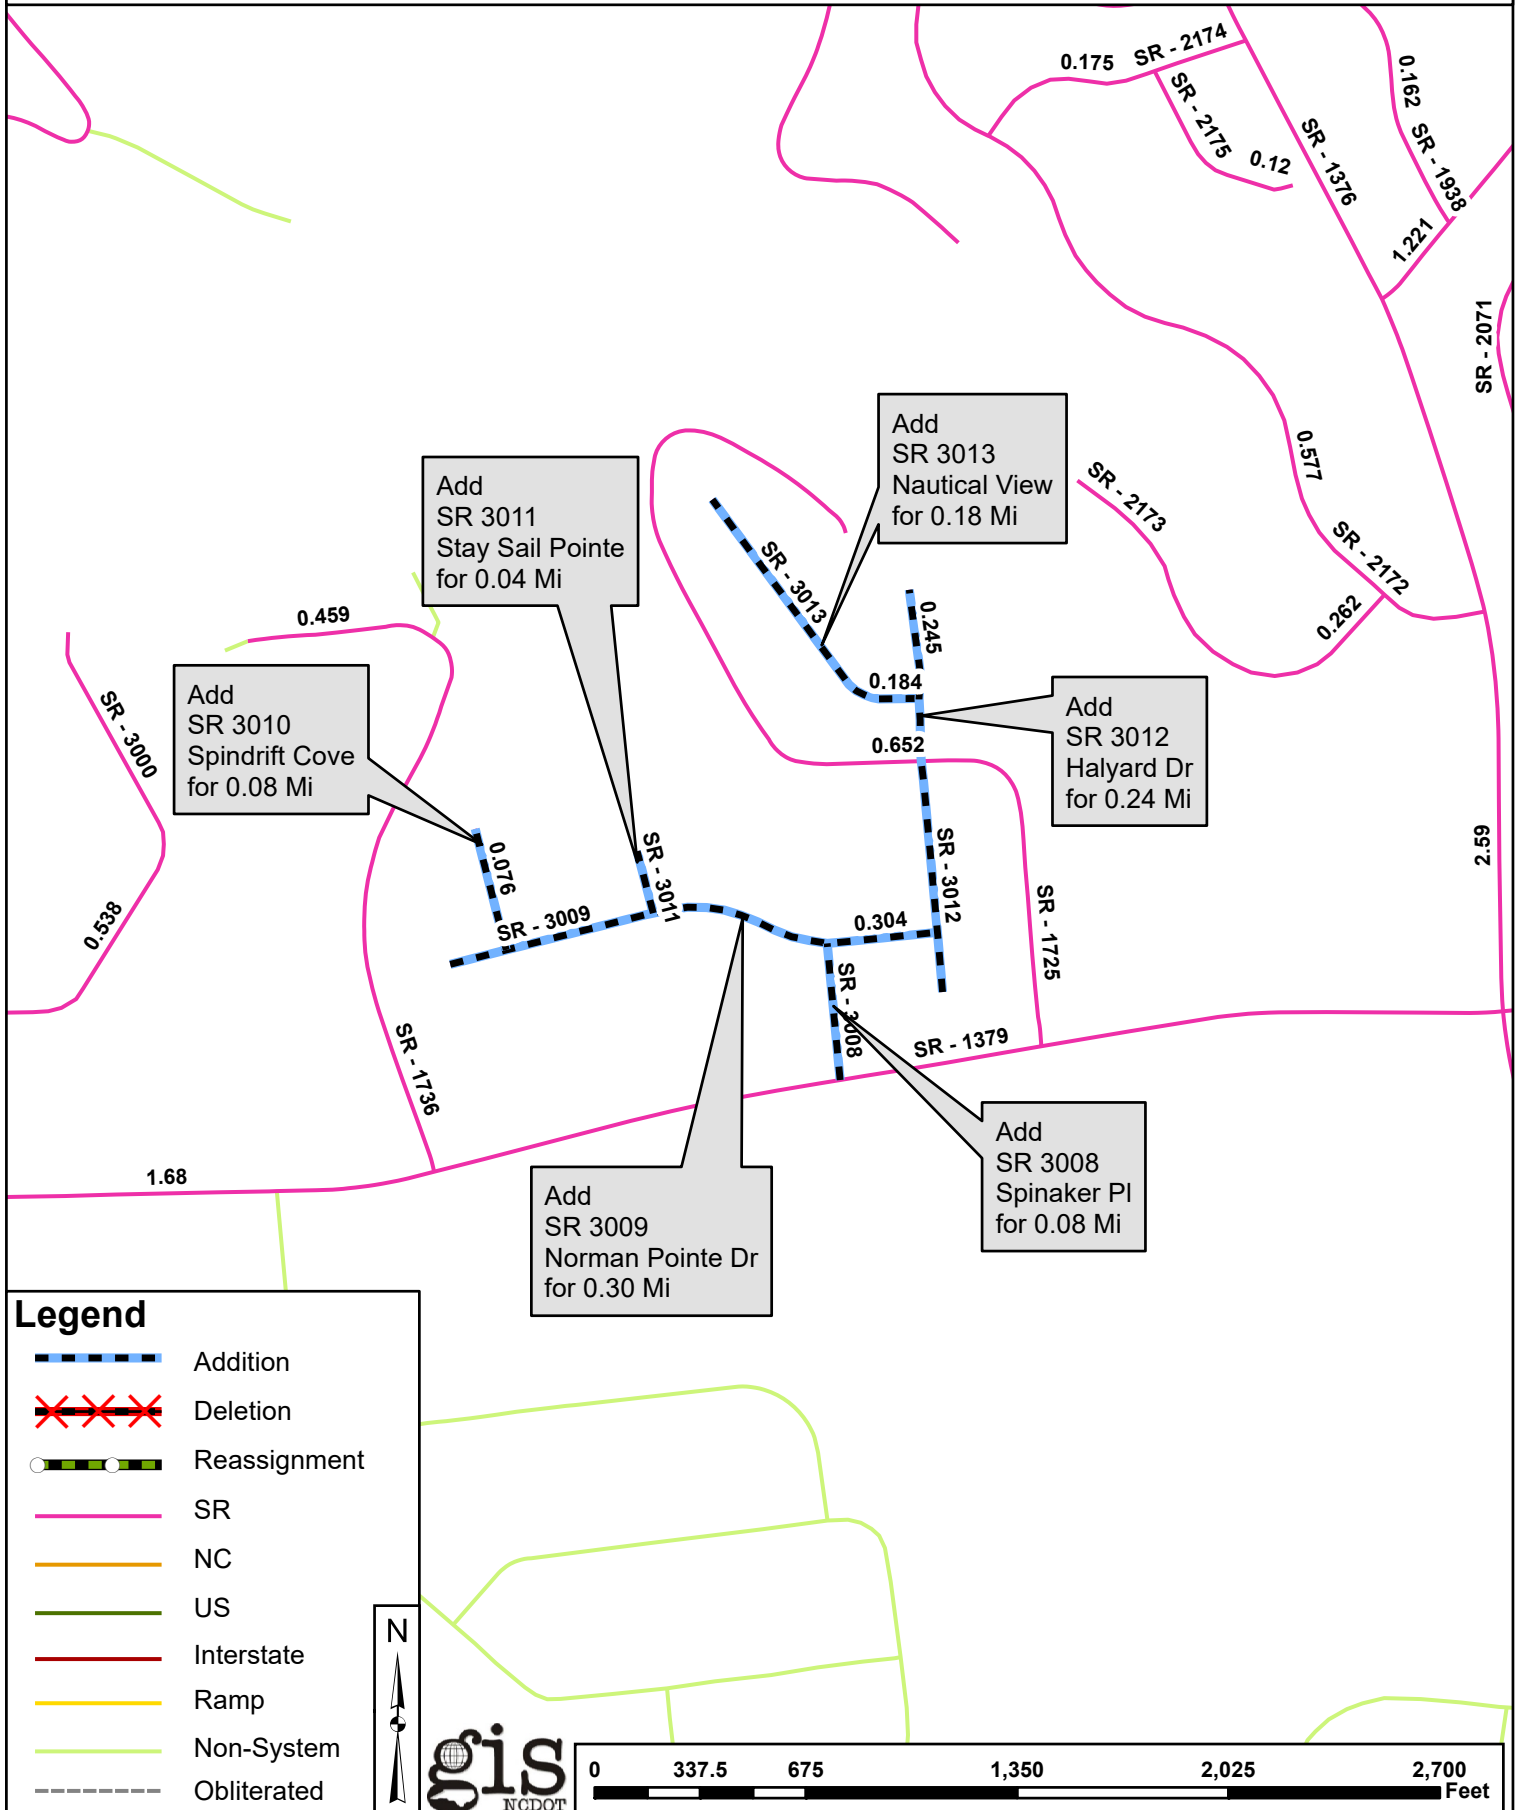 0.175
SR - 2174
SR - 2175
0.12
SR - 1376
0.162
SR - 1938
1.221
SR - 2071
0.577
SR - 2173
SR - 2172
0.262
2.59
Add
SR 3013
Nautical View
for 0.18 Mi
Add
SR 3011
Stay Sail Pointe
for 0.04 Mi
SR - 3013
0.245
0.184
0.459
Add
SR 3010
Spindrift Cove
for 0.08 Mi
SR - 3000
0.538
Add
SR 3012
Halyard Dr
for 0.24 Mi
0.652
0.076
SR - 3011
SR - 3009
0.304
SR - 3012
SR - 1725
SR - 3008
SR - 1379
SR - 1736
1.68
Add
SR 3008
Spinaker Pl
for 0.08 Mi
Add
SR 3009
Norman Pointe Dr
for 0.30 Mi
Legend
Addition
Deletion
Reassignment
SR
NC
US
Interstate
Ramp
Non-System
Obliterated
N
gis
NCDOT
0 337.5 675 1,350 2,025 2,700
Feet